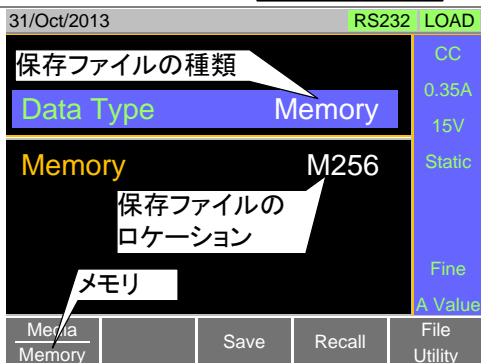 31/Oct/2013 RS232 LOAD
保存ファイルの種類
CC
0.35A
Data Type Memory
15V
Memory M256
Static
保存ファイルの
ロケーション
メモリ
Fine
A Value
Media
Memory
Save
Recall
File
Utility